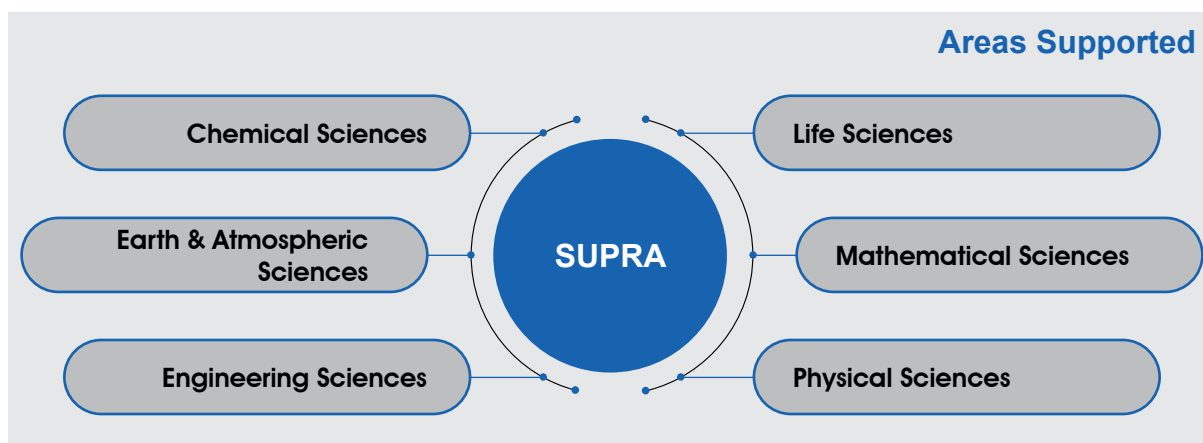 Areas Supported
Chemical Sciences
Earth & Atmospheric
Sciences
Engineering Sciences
SUPRA
Life Sciences
Mathematical Sciences
Physical Sciences